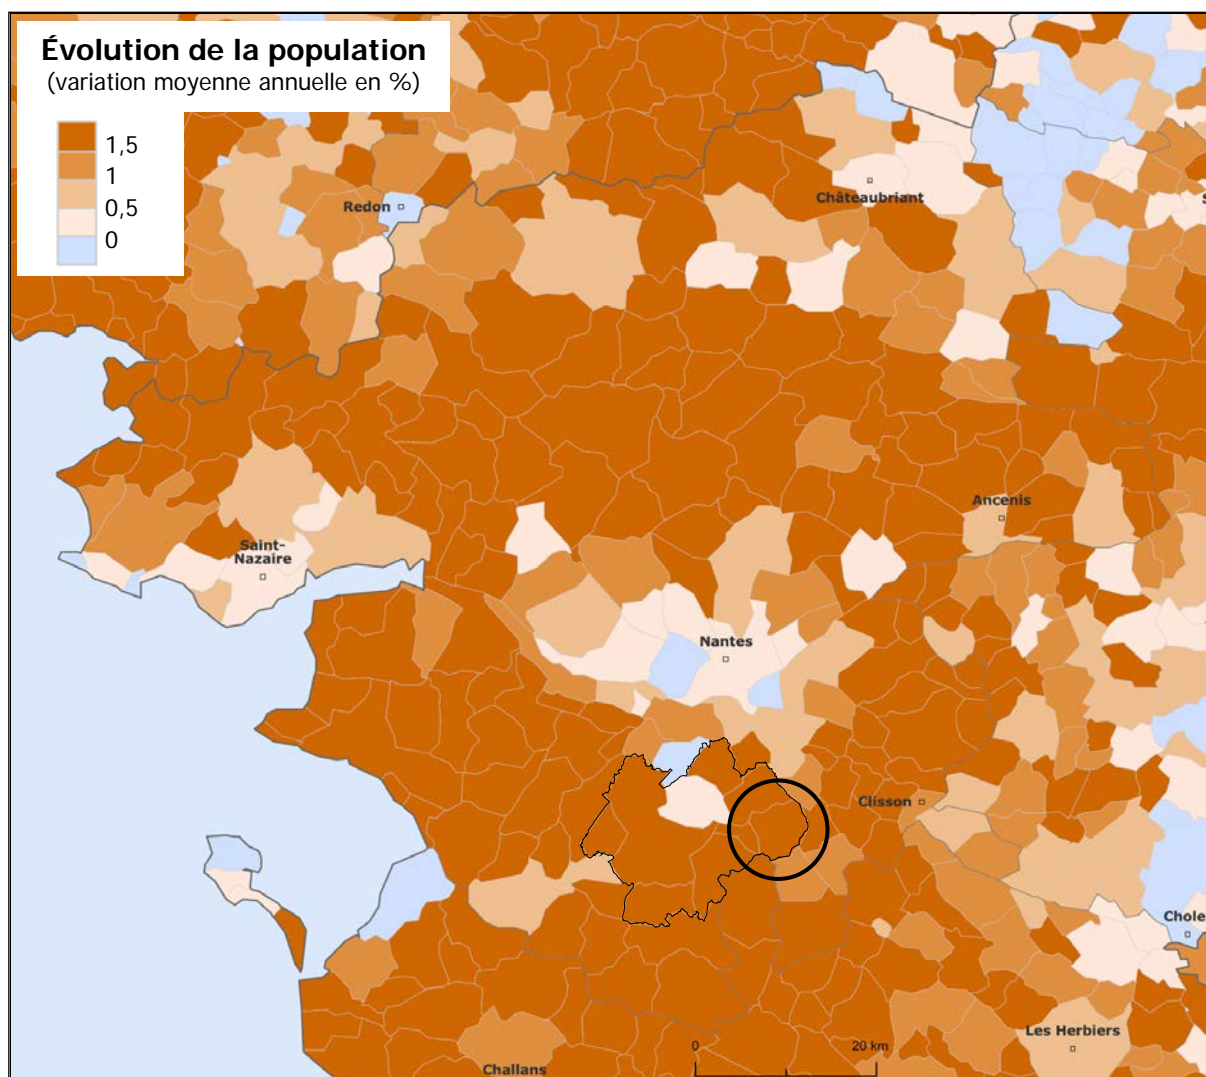 Évolution de la population
(variation moyenne annuelle en %)
1,5
1
0,5
0
Redon
Châteaubriant
S
Ancenis
Saint-
Nazaire
Nantes
Clisson
Chole
Les Herbiers
0
20 km
Challans